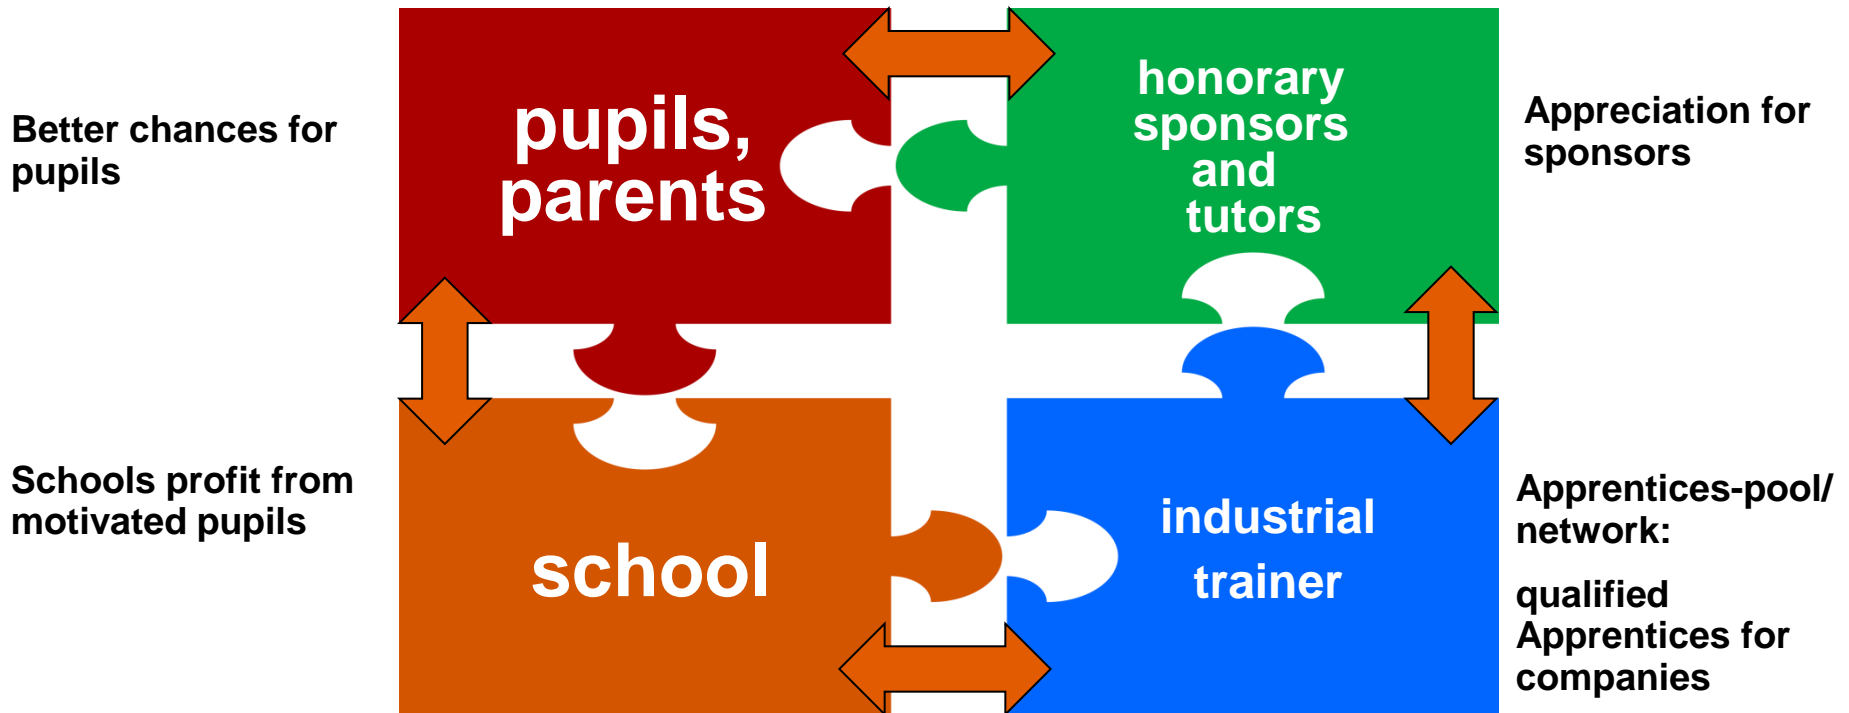 Better chances for
pupils
pupils,
parents
honorary
sponsors
and
tutors
Appreciation for
sponsors
Schools profit from
motivated pupils
school
industrial
trainer
Apprentices-pool/
network:
qualified
Apprentices for
companies